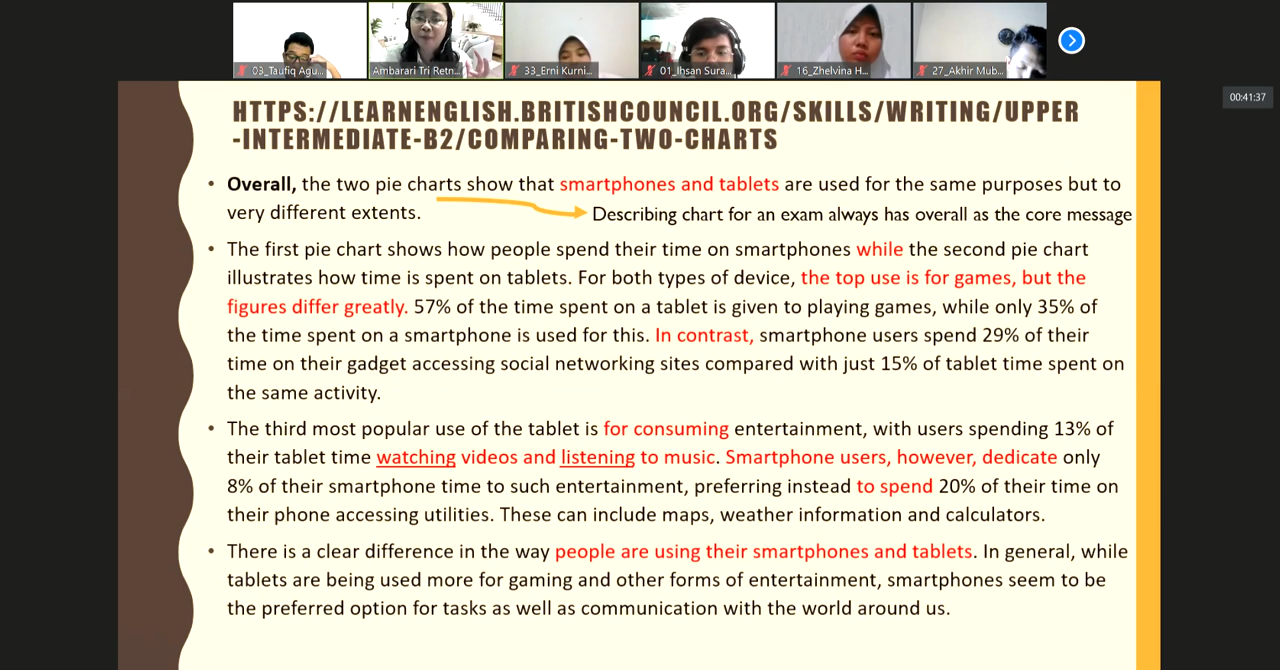 03_Taufiq Agu...
Ambarari Tri Retn...
33_Erni Kurni...
01_Ihsan Sura...
16_Zhelvina H...
27_Akhir Mub...
00:41:37
HTTPS://LEARNENGLISH.BRITISHCOUNCIL.ORG/SKILLS/WRITING/UPPER
-INTERMEDIATE-B2/COMPARING-TWO-CHARTS
• Overall, the two pie charts show that smartphones and tablets are used for the same purposes but to
very different extents.
Describing chart for an exam always has overall as the core message
• The first pie chart shows how people spend their time on smartphones while the second pie chart
illustrates how time is spent on tablets. For both types of device, the top use is for games, but the
figures differ greatly. 57% of the time spent on a tablet is given to playing games, while only 35% of
the time spent on a smartphone is used for this. In contrast, smartphone users spend 29% of their
time on their gadget accessing social networking sites compared with just 15% of tablet time spent on
the same activity.
• The third most popular use of the tablet is for consuming entertainment, with users spending 13% of
their tablet time watching videos and listening to music. Smartphone users, however, dedicate only
8% of their smartphone time to such entertainment, preferring instead to spend 20% of their time on
their phone accessing utilities. These can include maps, weather information and calculators.
• There is a clear difference in the way people are using their smartphones and tablets. In general, while
tablets are being used more for gaming and other forms of entertainment, smartphones seem to be
the preferred option for tasks as well as communication with the world around us.